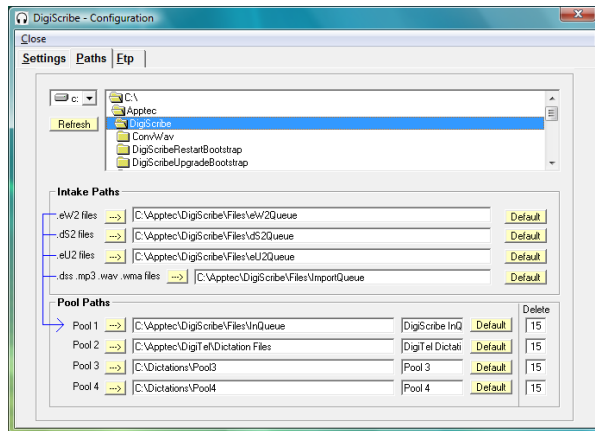 DigiScribe - Configuration
Close
Settings Paths Ftp
c: C:\
Apptec
Refresh DigiScribe
ConvWav
DigiScribeRestartBootstrap
DigiScribeUpgradeBootstrap
Intake Paths
.eW2 files ---> C:\Apptec\DigiScribe\Files\eW2Queue Default
.dS2 files ---> C:\Apptec\DigiScribe\Files\dS2Queue Default
.eU2 files ---> C:\Apptec\DigiScribe\Files\eU2Queue Default
.dss .mp3 .wav .wma files ---> C:\Apptec\DigiScribe\Files\ImportQueue Default
Pool Paths Delete
Pool 1 ---> C:\Apptec\DigiScribe\Files\InQueue DigiScribe InQ Default 15
Pool 2 ---> C:\Apptec\DigiTel\Dictation Files DigiTel Dictati Default 15
Pool 3 ---> C:\Dictations\Pool3 Pool 3 Default 15
Pool 4 ---> C:\Dictations\Pool4 Pool 4 Default 15